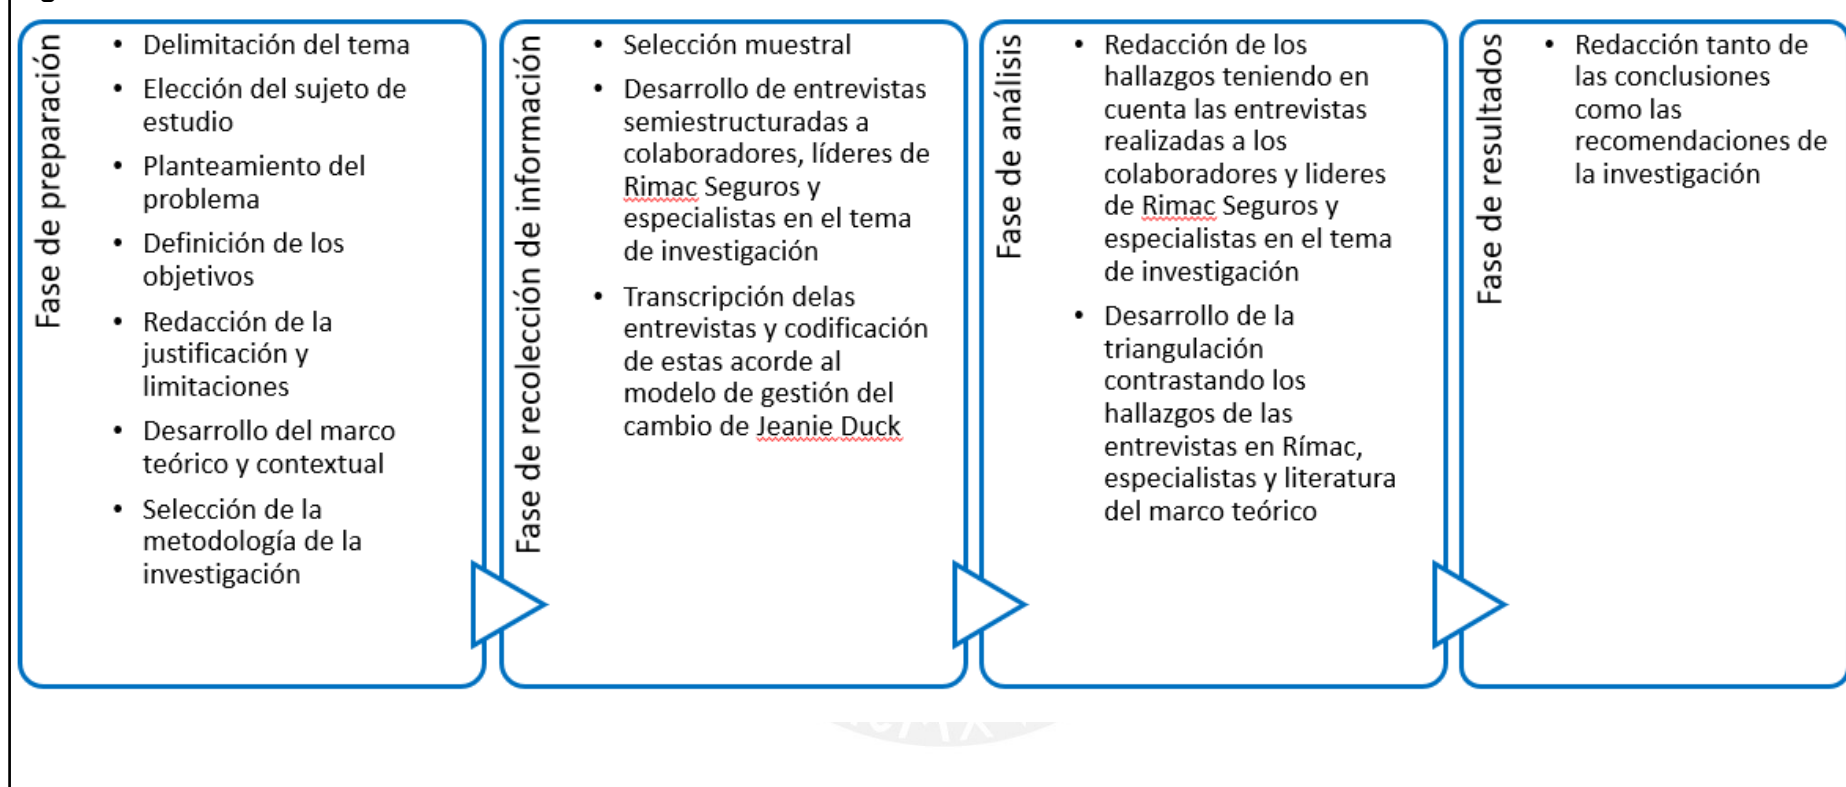 Fase de preparación
• Delimitación del tema
• Elección del sujeto de
estudio
• Planteamiento del
problema
• Definición de los
objetivos
• Redacción de la
justificación y
limitaciones
• Desarrollo del marco
teórico y contextual
• Selección de la
metodología de la
investigación
Fase de recolección de información
• Selección muestral
• Desarrollo de entrevistas
semiestructuradas a
colaboradores, líderes de
Rimac Seguros y
especialistas en el tema
de investigación
• Transcripción delas
entrevistas y codificación
de estas acorde al
modelo de gestión del
cambio de Jeanie Duck
Fase de análisis
• Redacción de los
hallazgos teniendo en
cuenta las entrevistas
realizadas a los
colaboradores y lideres
de Rimac Seguros y
especialistas en el tema
de investigación
• Desarrollo de la
triangulación
contrastando los
hallazgos de las
entrevistas en Rímac,
especialistas y literatura
del marco teórico
Fase de resultados
• Redacción tanto de
las conclusiones
como las
recomendaciones de
la investigación